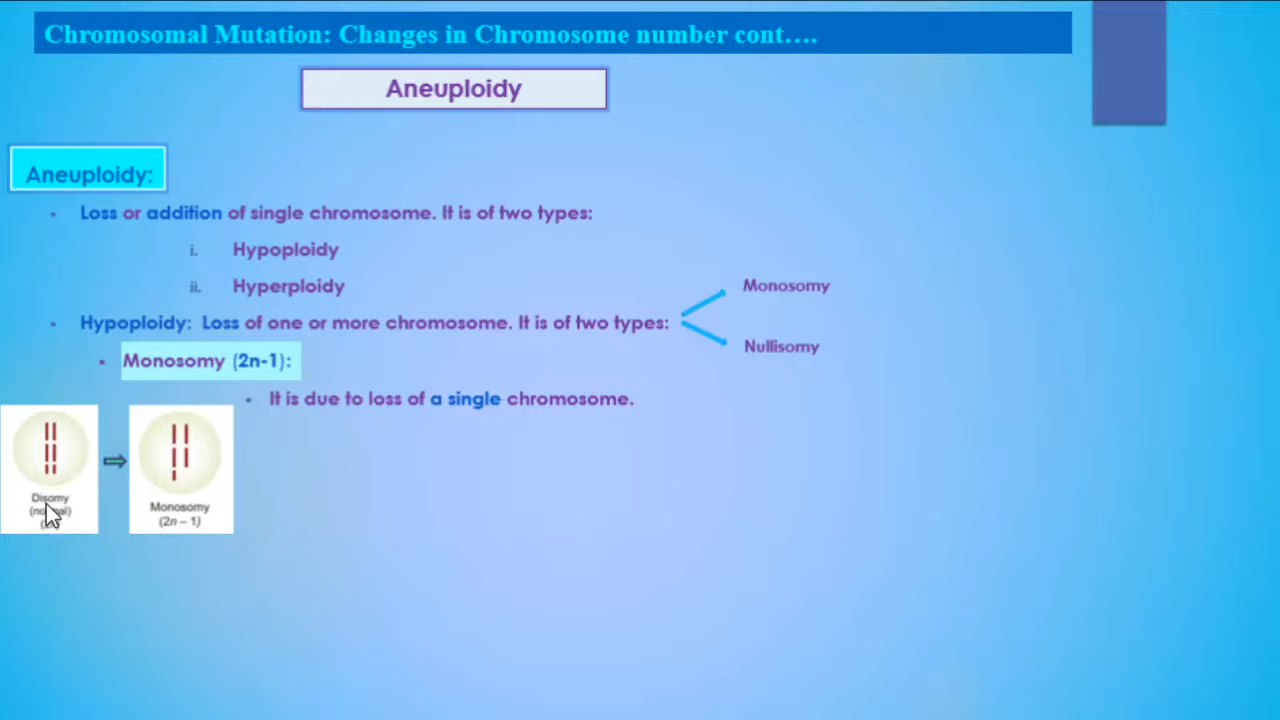 Chromosomal Mutation: Changes in Chromosome number cont….
Aneuploidy
Aneuploidy:
▪ Loss or addition of single chromosome. It is of two types:
i. Hypoploidy
ii. Hyperploidy
▪ Hypoploidy: Loss of one or more chromosome. It is of two types:
Monosomy
Nullisomy
▪ Monosomy (2n-1):
▪ It is due to loss of a single chromosome.
Disomy
Monosomy
(2n – 1)